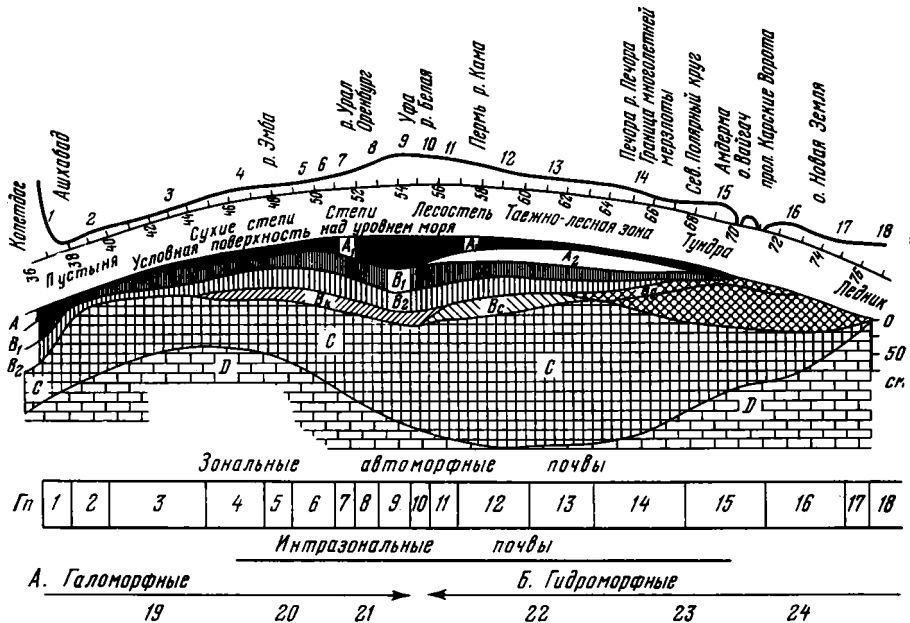 Копетдаг
Ашхабад
р. Эмба
р. Урал
Оренбург
Уфа
р. Белая
Пермь р. Кама
Печора р. Печора
Граница многолетней
мерзлоты
Сев. Полярный круг
Амдерма
о. Вайгач
прол. Карские Ворота
о. Новая Земля
1 2 3 4 5 6 7 8 9 10 11 12 13 14 15 16 17 18
36 38 40 42 44 46 48 50 52 54 56 58 60 62 64 66 68 70 72 74 76
Пустыня Сухие степи Степи Лесостепь Таежно-лесная зона Тундра Ледник
Условная поверхность над уровнем моря
A A₁ A₁ A₂
B₁ B₁
B₂ Bк B₂ Bс
C C C
D D
0
50
см
Зональные автоморфные почвы
Гп 1 2 3 4 5 6 7 8 9 10 11 12 13 14 15 16 17 18
Интразональные почвы
А. Галоморфные Б. Гидроморфные
19 20 21 22 23 24